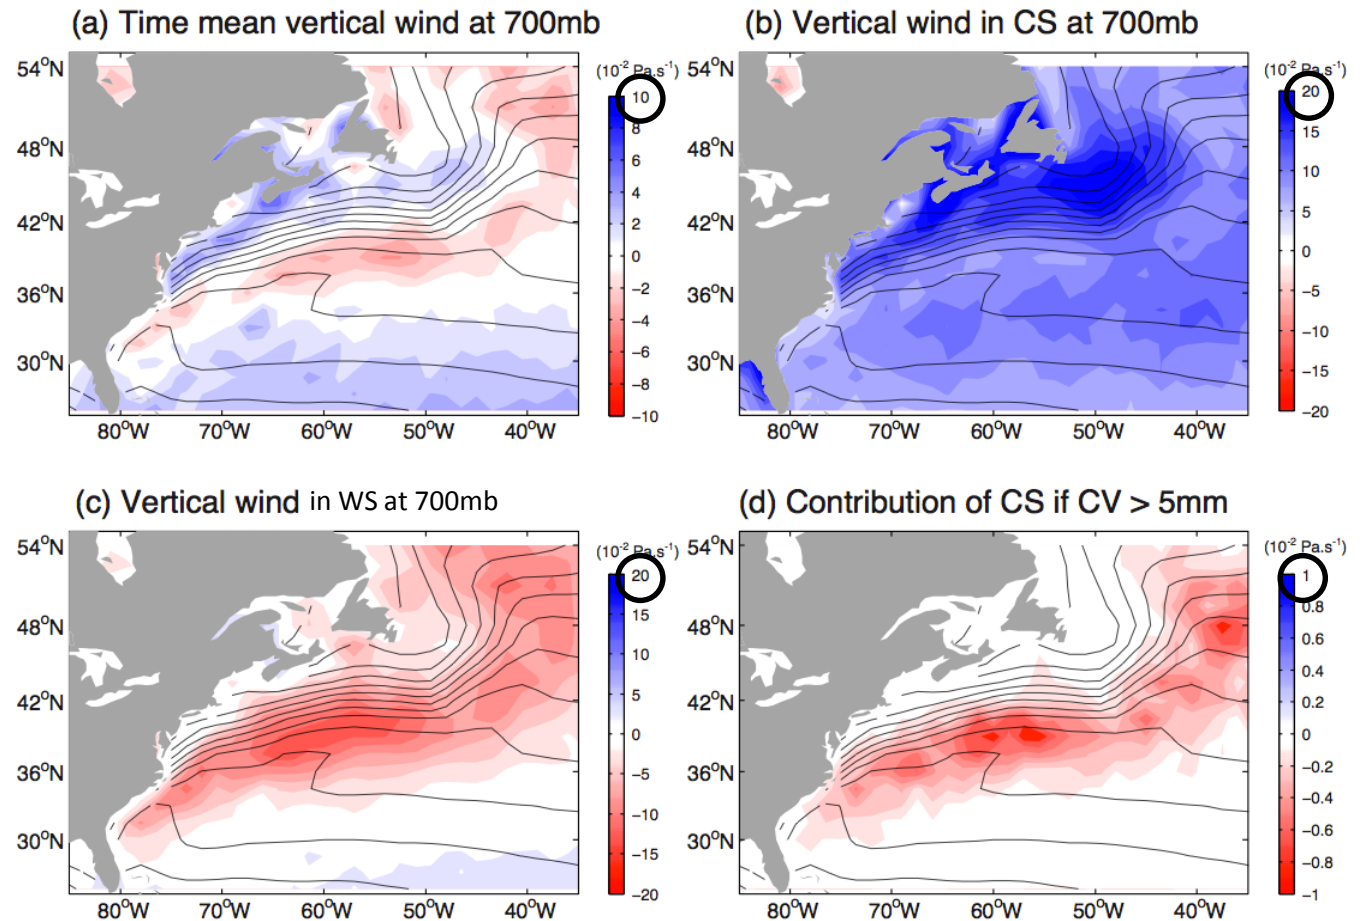 (a) Time mean vertical wind at 700mb
(b) Vertical wind in CS at 700mb
54°N
48°N
42°N
36°N
30°N
80°W
70°W
60°W
50°W
40°W
(10⁻² Pa.s⁻¹)
10
8
6
4
2
0
−2
−4
−6
−8
−10
54°N
48°N
42°N
36°N
30°N
80°W
70°W
60°W
50°W
40°W
(10⁻² Pa.s⁻¹)
20
15
10
5
0
−5
−10
−15
−20
(c) Vertical wind in WS at 700mb
(d) Contribution of CS if CV > 5mm
54°N
48°N
42°N
36°N
30°N
80°W
70°W
60°W
50°W
40°W
(10⁻² Pa.s⁻¹)
20
15
10
5
0
−5
−10
−15
−20
54°N
48°N
42°N
36°N
30°N
80°W
70°W
60°W
50°W
40°W
(10⁻² Pa.s⁻¹)
1
0.8
0.6
0.4
0.2
0
−0.2
−0.4
−0.6
−0.8
−1